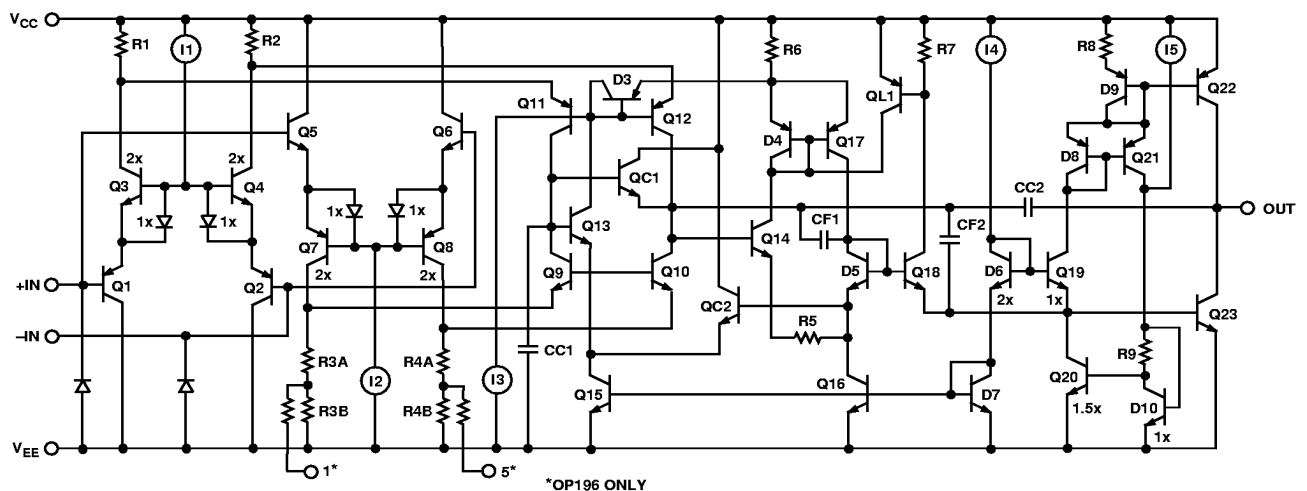 VCC
R1
I1
R2
R6
R7
I4
R8
I5
D3
Q11
Q12
QL1
D9
Q22
Q5
Q6
D4
Q17
D8
Q21
2x
2x
Q3
Q4
QC1
CC2
1x
1x
1x
1x
Q13
CF1
CF2
OUT
Q7
Q8
Q14
2x
2x
Q9
Q10
D5
Q18
D6
Q19
+IN
Q1
Q2
2x
1x
QC2
Q23
–IN
R5
R3A
R4A
CC1
R9
I2
I3
Q15
Q16
D7
Q20
R3B
R4B
1.5x
D10
1x
VEE
1*
5*
*OP196 ONLY